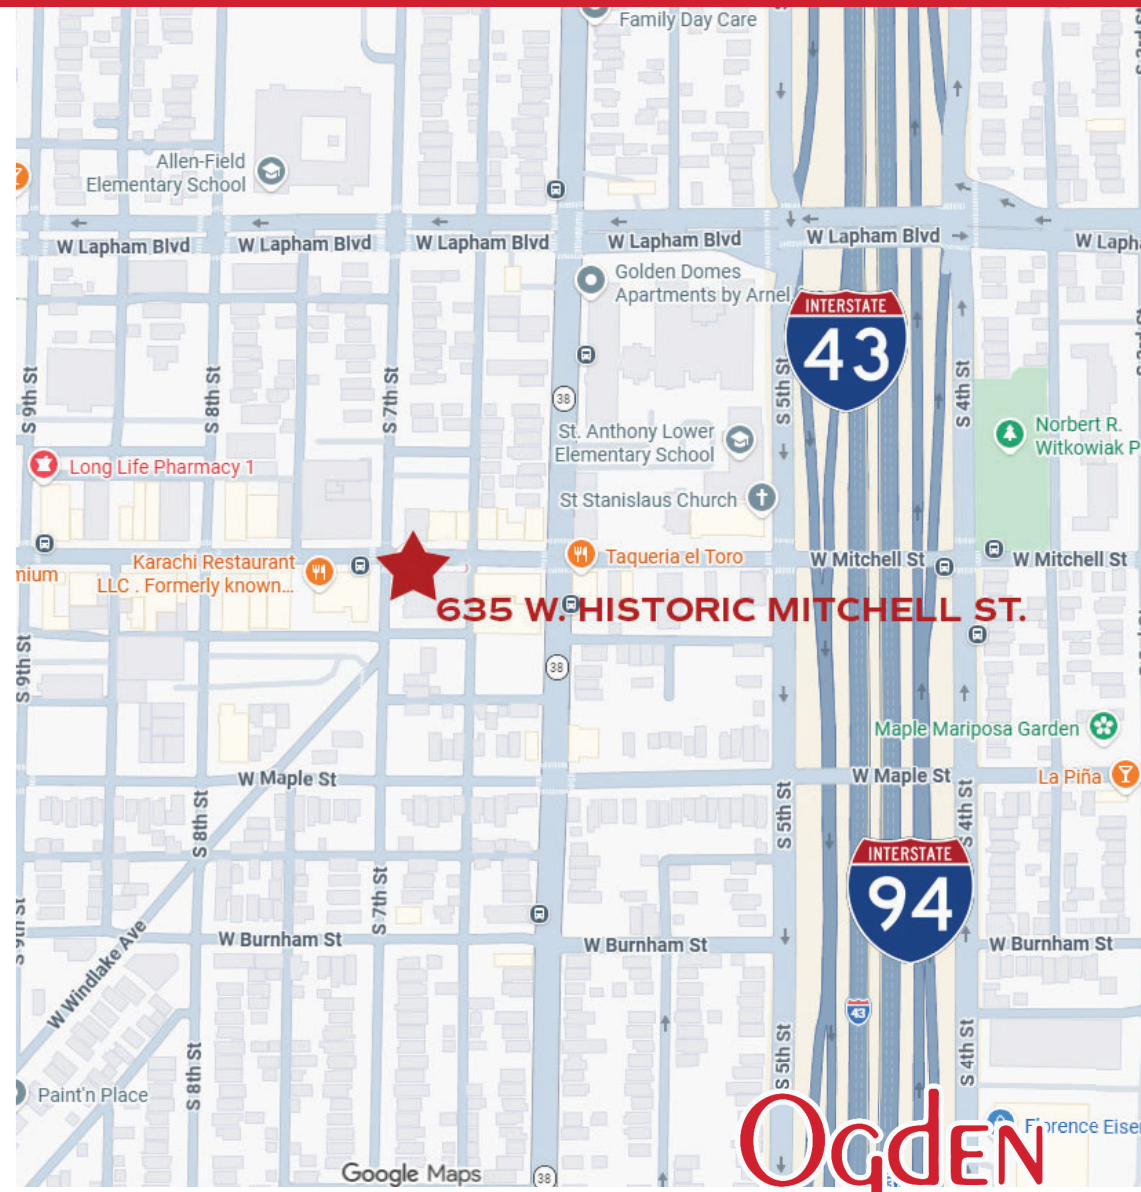 Family Day Care
Allen-Field
Elementary School
W Lapham Blvd
W Lapham Blvd
W Lapham Blvd
W Lapham Blvd
W Lapham Blvd
Golden Domes
Apartments by Arnel
INTERSTATE
43
S 9th St
S 8th St
S 7th St
38
S 5th St
S 4th St
St. Anthony Lower
Elementary School
Norbert R.
Witkowiak P
Long Life Pharmacy 1
St Stanislaus Church
Karachi Restaurant
LLC . Formerly known...
Taqueria el Toro
W Mitchell St
W Mitchell St
635 W. HISTORIC MITCHELL ST.
S 9th St
38
Maple Mariposa Garden
W Maple St
W Maple St
La Piña
S 8th St
S 5th St
S 4th St
INTERSTATE
94
S 7th St
W Burnham St
W Burnham St
W Burnham St
W Windlake Ave
43
S 8th St
S 5th St
S 4th St
Paint'n Place
Google Maps
38
OGdEN